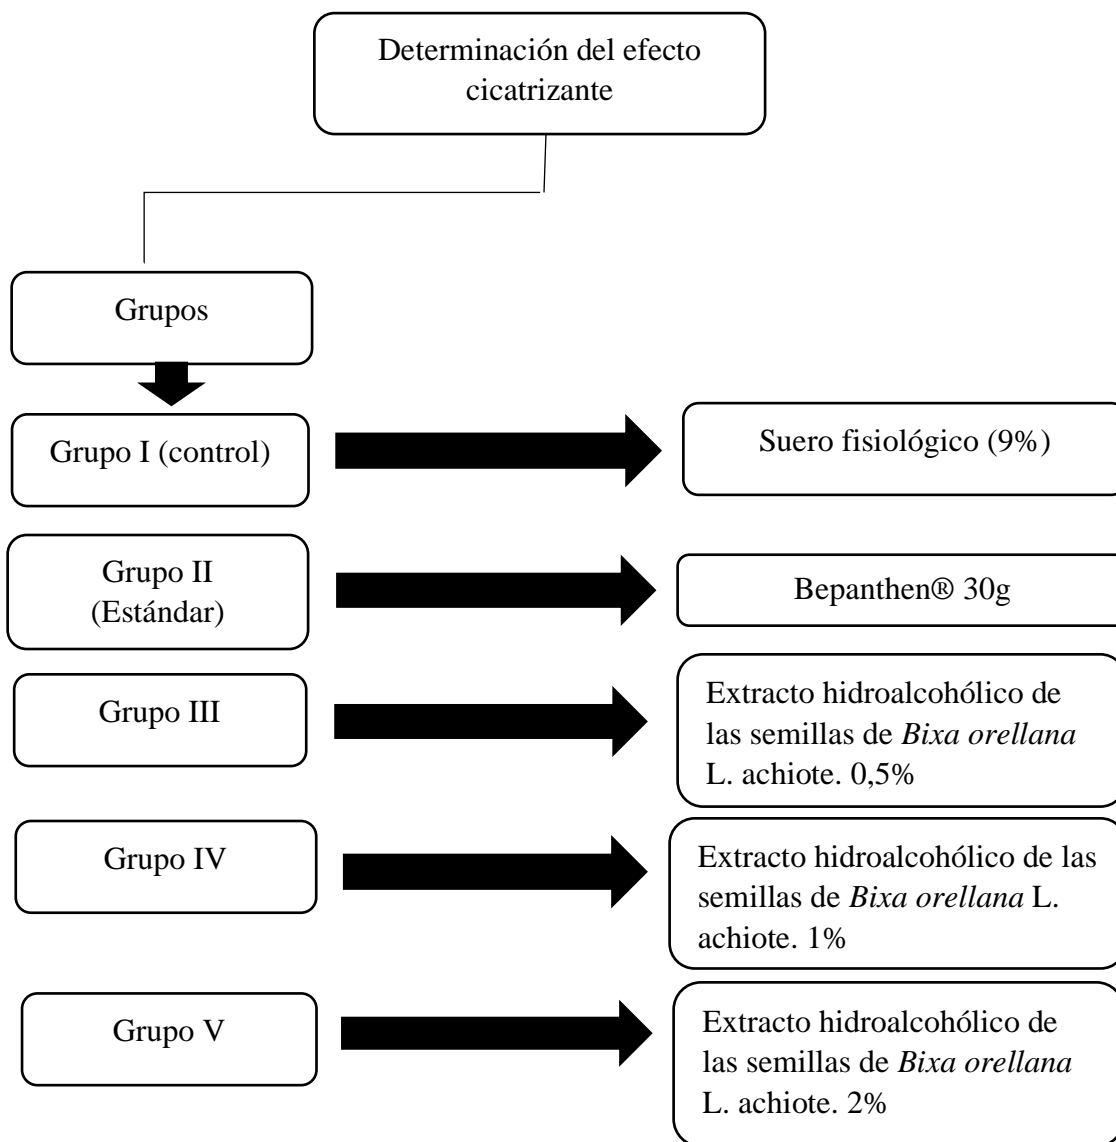 Determinación del efecto
cicatrizante
Grupos
Grupo I (control)
Suero fisiológico (9%)
Grupo II
(Estándar)
Bepanthen® 30g
Grupo III
Extracto hidroalcohólico de
las semillas de Bixa orellana
L. achiote. 0,5%
Grupo IV
Extracto hidroalcohólico de las
semillas de Bixa orellana L.
achiote. 1%
Grupo V
Extracto hidroalcohólico de
las semillas de Bixa orellana
L. achiote. 2%